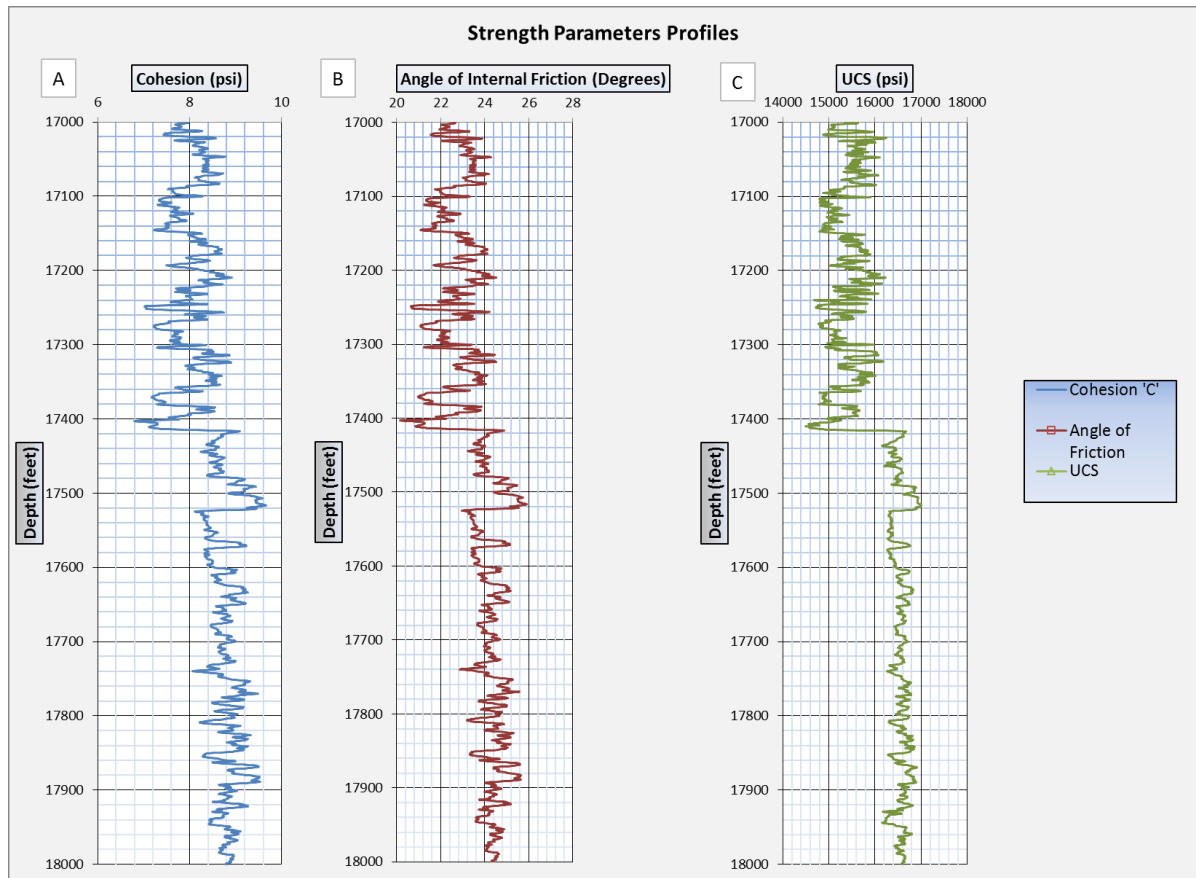 Strength Parameters Profiles
A
Cohesion (psi)
6 8 10
17000
17100
17200
17300
17400
17500
17600
17700
17800
17900
18000
Depth (feet)
B
Angle of Internal Friction (Degrees)
20 22 24 26 28
17000
17100
17200
17300
17400
17500
17600
17700
17800
17900
18000
Depth (feet)
C
UCS (psi)
14000 15000 16000 17000 18000
17000
17100
17200
17300
17400
17500
17600
17700
17800
17900
18000
Depth (feet)
Cohesion 'C'
Angle of
Friction
UCS